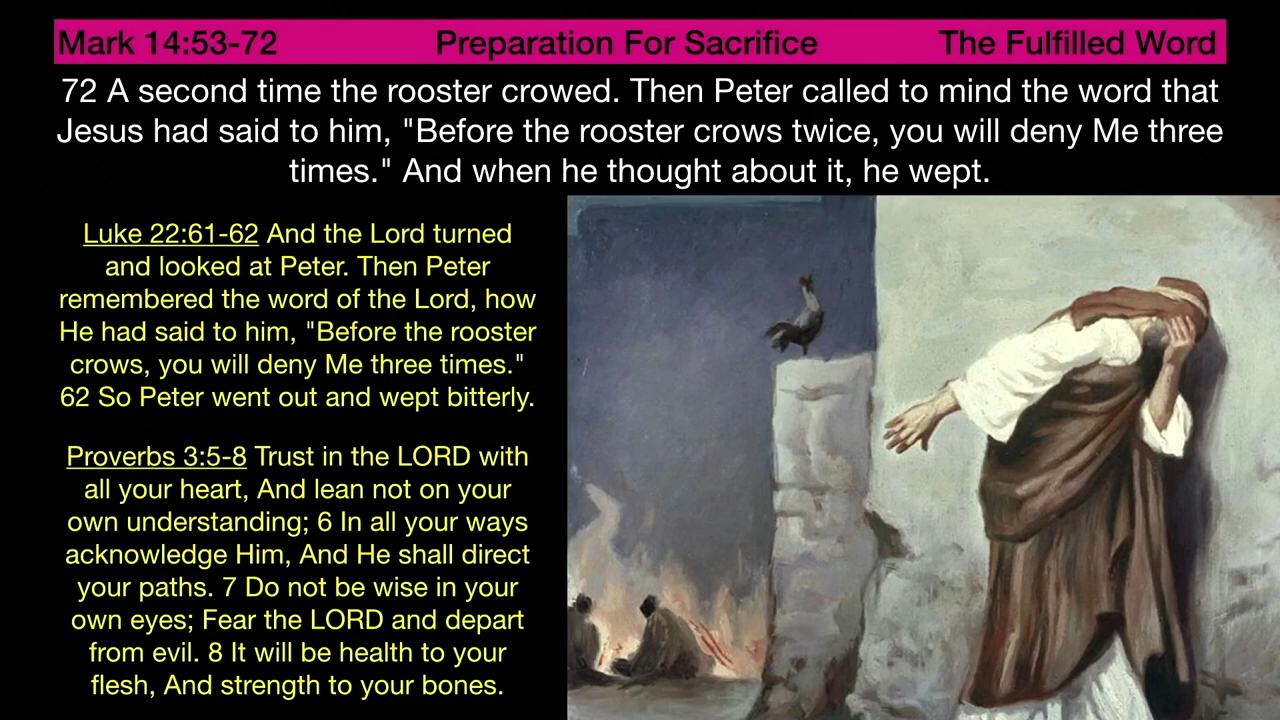 Mark 14:53-72 Preparation For Sacrifice The Fulfilled Word
72 A second time the rooster crowed. Then Peter called to mind the word that
Jesus had said to him, "Before the rooster crows twice, you will deny Me three
times." And when he thought about it, he wept.
Luke 22:61-62 And the Lord turned
and looked at Peter. Then Peter
remembered the word of the Lord, how
He had said to him, "Before the rooster
crows, you will deny Me three times."
62 So Peter went out and wept bitterly.
Proverbs 3:5-8 Trust in the LORD with
all your heart, And lean not on your
own understanding; 6 In all your ways
acknowledge Him, And He shall direct
your paths. 7 Do not be wise in your
own eyes; Fear the LORD and depart
from evil. 8 It will be health to your
flesh, And strength to your bones.